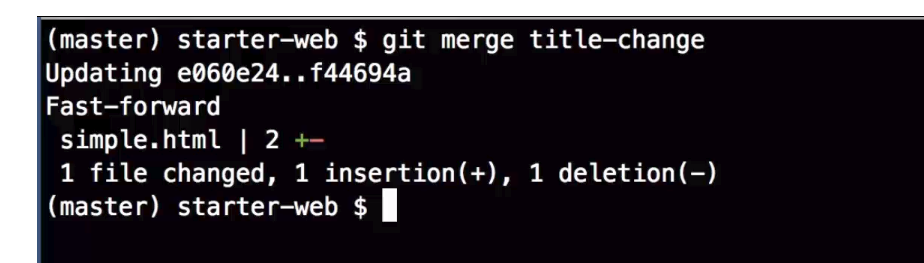 (master) starter-web $ git merge title-change
Updating e060e24..f44694a
Fast-forward
 simple.html | 2 +-
 1 file changed, 1 insertion(+), 1 deletion(-)
(master) starter-web $